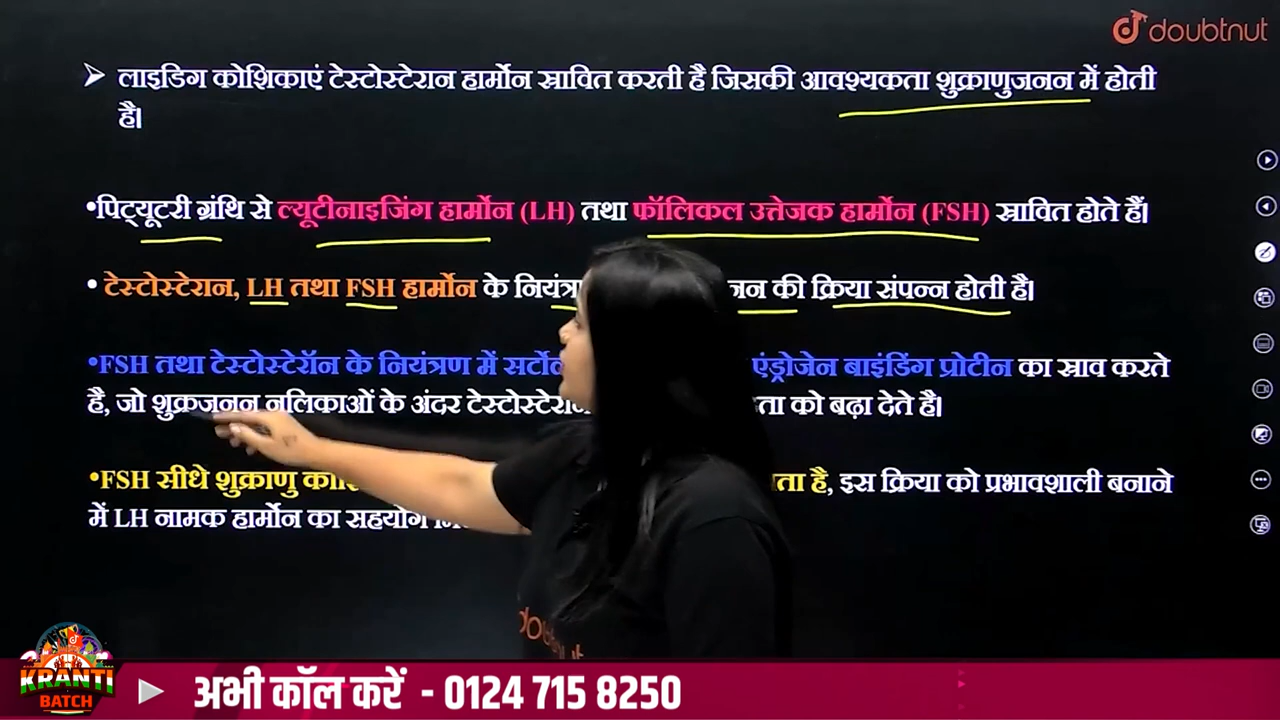 doubtnut
➤ लाइडिग कोशिकाएं टेस्टोस्टेरान हार्मोन स्रावित करती है जिसकी आवश्यकता शुक्राणुजनन में होती
है।
•पिट्यूटरी ग्रंथि से ल्यूटीनाइजिंग हार्मोन (LH) तथा फॉलिकल उत्तेजक हार्मोन (FSH) स्रावित होते हैं।
• टेस्टोस्टेरान, LH तथा FSH हार्मोन के की क्रिया संपन्न होती है।
•FSH तथा टेस्टोस्टेरॉन के नियंत्रण में एंड्रोजेन बाइंडिंग प्रोटीन का स्राव करते
है, जो शुक्रजनन नलिकाओं के अंदर को बढ़ा देते है।
•FSH सीधे शुक्राणु है, इस क्रिया को प्रभावशाली बनाने
में LH नामक हार्मोन का सहयोग
KRANTI
BATCH
अभी कॉल करें - 0124 715 8250